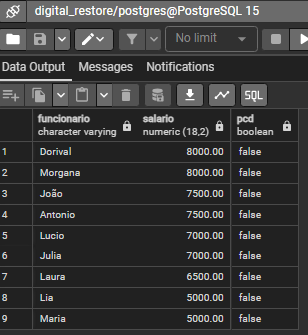 digital_restore/postgres@PostgreSQL 15
No limit
Data Output Messages Notifications
SQL
funcionario salario pcd
character varying numeric (18,2) boolean
1 Dorival 8000.00 false
2 Morgana 8000.00 false
3 João 7500.00 false
4 Antonio 7500.00 false
5 Lucio 7000.00 false
6 Julia 7000.00 false
7 Laura 6500.00 false
8 Lia 5000.00 false
9 Maria 5000.00 false